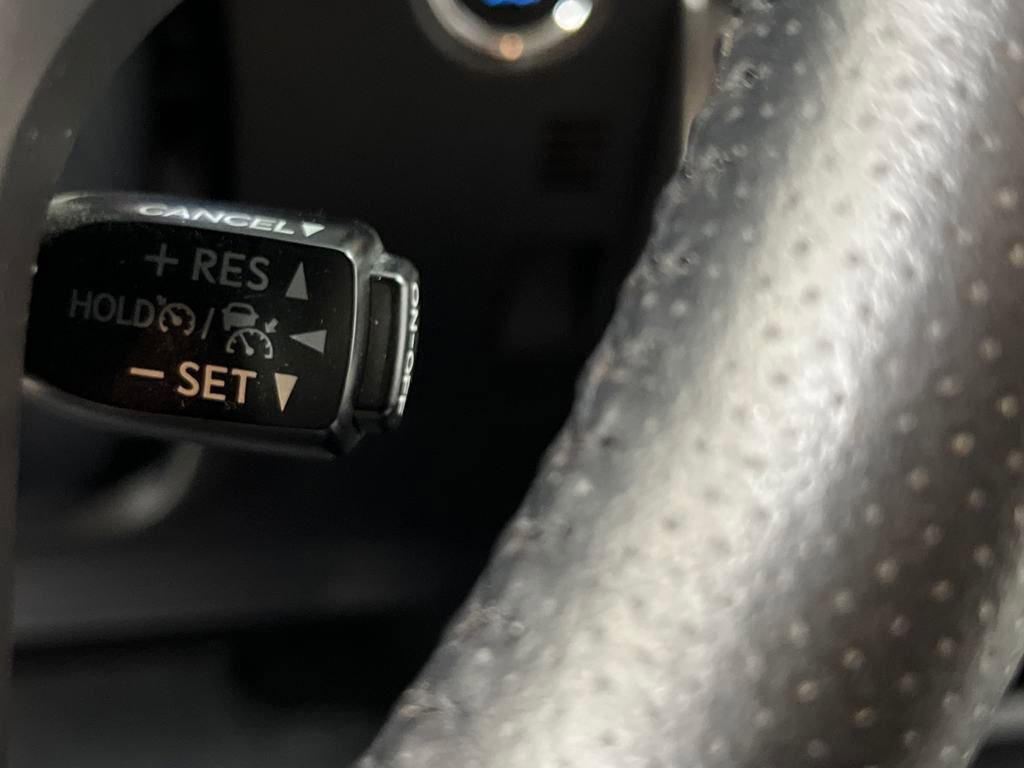 CANCEL▼
+ RES ▲
HOLD / ◀
− SET ▼
ON-OFF